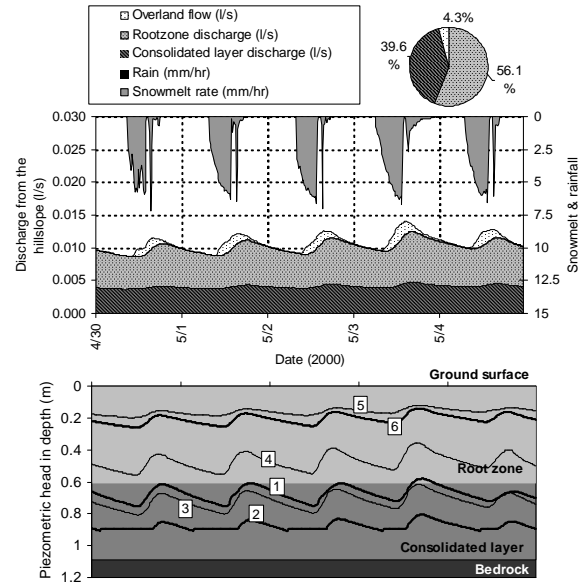 Overland flow (l/s)
Rootzone discharge (l/s)
Consolidated layer discharge (l/s)
Rain (mm/hr)
Snowmelt rate (mm/hr)
4.3%
39.6
%
56.1
%
Discharge from the
hillslope (l/s)
0.030
0.025
0.020
0.015
0.010
0.005
0.000
0
2.5
5
7.5
10
12.5
15
Snowmelt & rainfall
4/30
5/1
5/2
5/3
5/4
Date (2000)
Ground surface
Piezometric head in depth (m)
0
0.2
0.4
0.6
0.8
1
1.2
5
6
4
1
3
2
Root zone
Consolidated layer
Bedrock